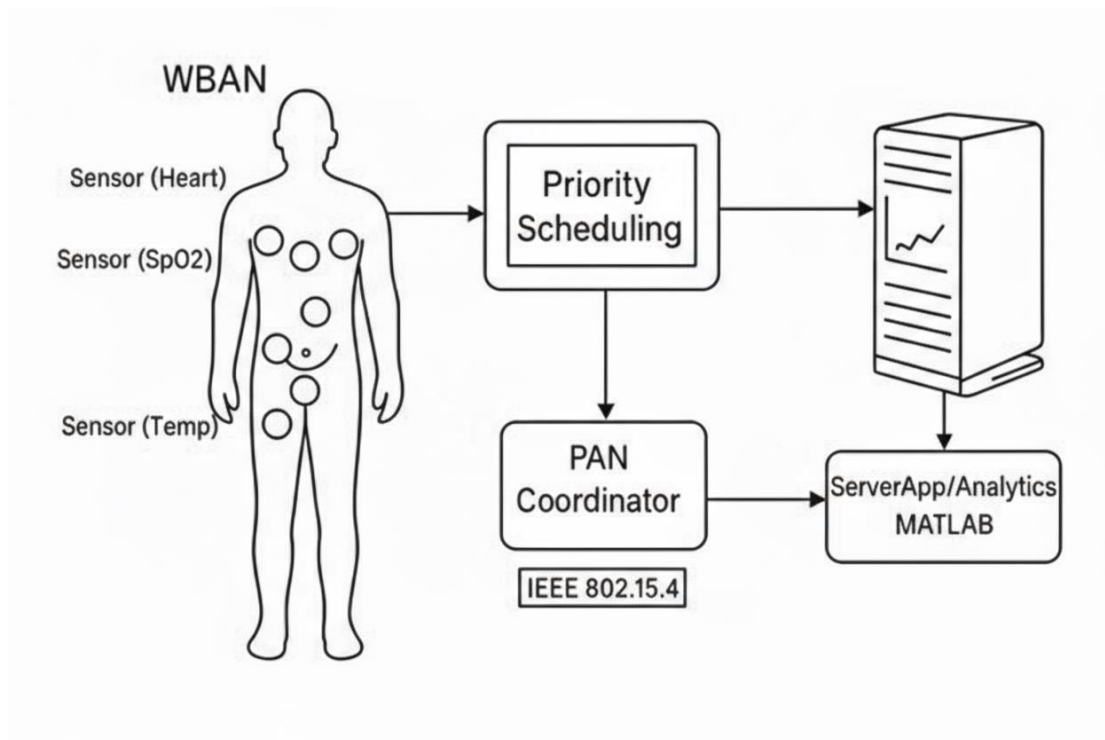 WBAN
Sensor (Heart)
Sensor (SpO2)
Sensor (Temp)
Priority
Scheduling
PAN
Coordinator
IEEE 802.15.4
ServerApp/Analytics
MATLAB